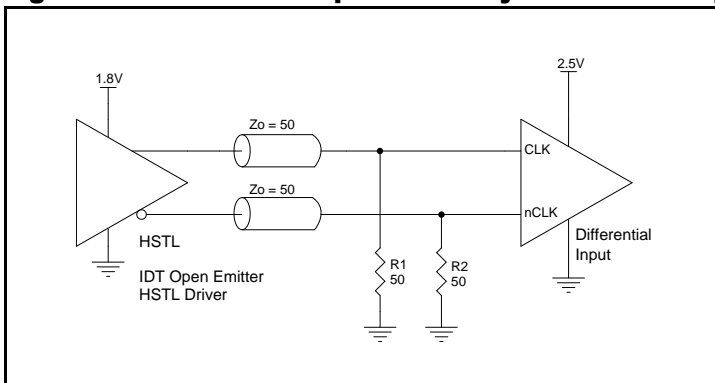 1.8V
2.5V
Zo = 50
CLK
Zo = 50
nCLK
HSTL
Differential
Input
IDT Open Emitter
HSTL Driver
R1
50
R2
50